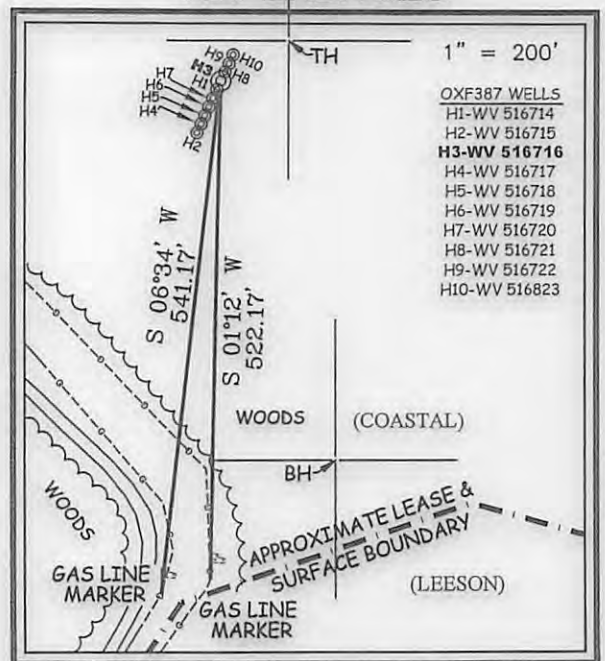 H9
H10
H3
H8
H7
H1
H6
H5
H4
H2
TH
1" = 200'
OXF387 WELLS
H1-WV 516714
H2-WV 516715
H3-WV 516716
H4-WV 516717
H5-WV 516718
H6-WV 516719
H7-WV 516720
H8-WV 516721
H9-WV 516722
H10-WV 516823
S 06°34' W
541.17'
S 01°12' W
522.17'
WOODS
(COASTAL)
BH
WOODS
APPROXIMATE LEASE &
SURFACE BOUNDARY
GAS LINE
MARKER
(LEESON)
GAS LINE
MARKER